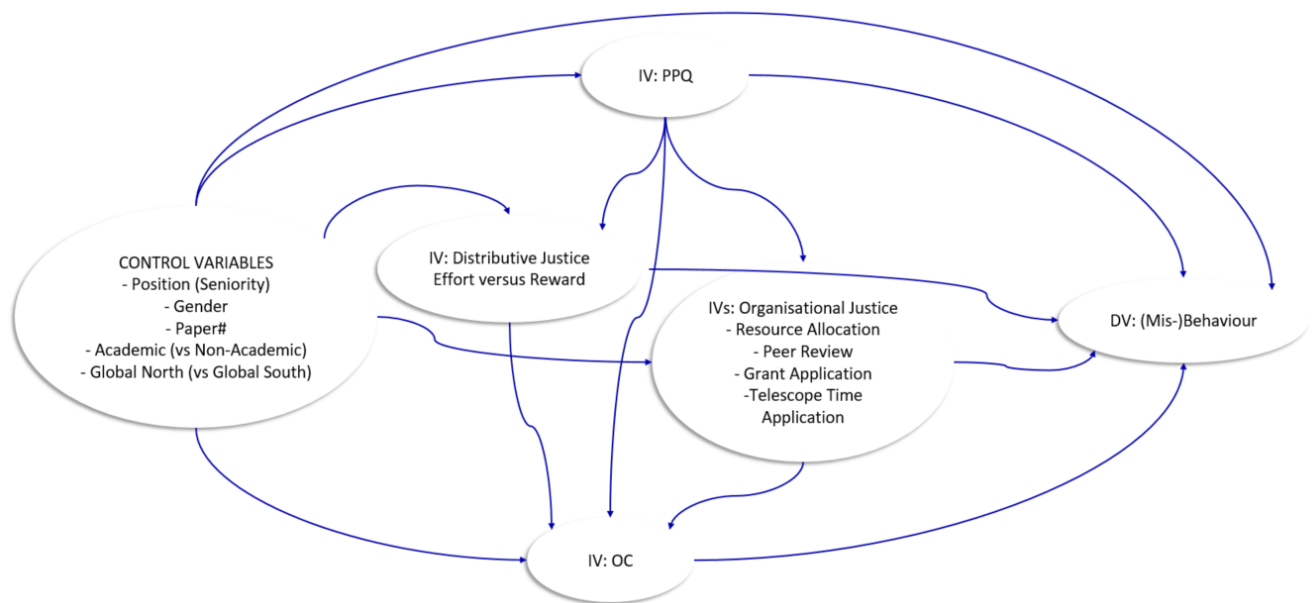 IV: PPQ
CONTROL VARIABLES
- Position (Seniority)
- Gender
- Paper#
- Academic (vs Non-Academic)
- Global North (vs Global South)
IV: Distributive Justice
Effort versus Reward
IVs: Organisational Justice
- Resource Allocation
- Peer Review
- Grant Application
-Telescope Time
Application
DV: (Mis-)Behaviour
IV: OC